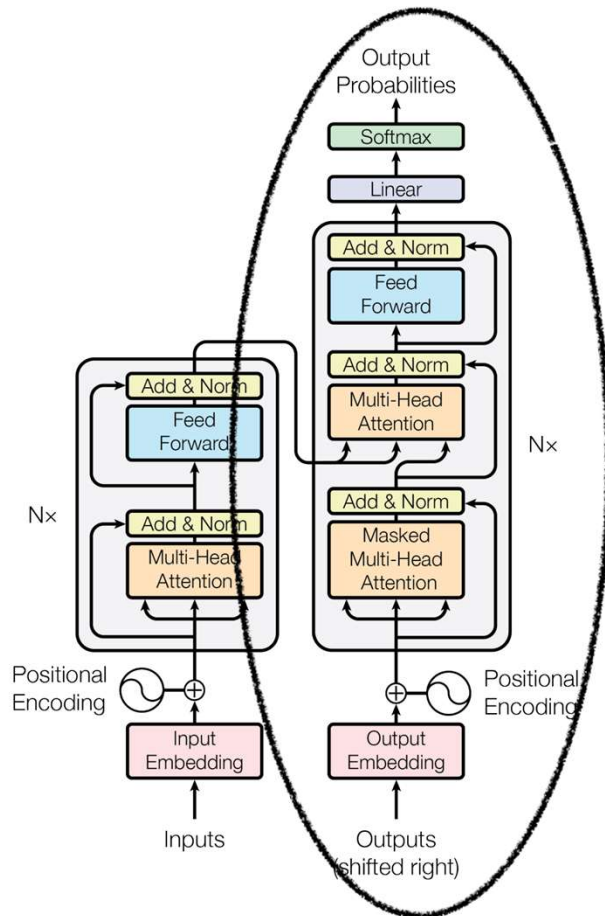 Output
Probabilities
Softmax
Linear
Add & Norm
Feed
Forward
Add & Norm
Multi-Head
Attention
Nx
Add & Norm
Masked
Multi-Head
Attention
Positional
Encoding
Output
Embedding
Outputs
(shifted right)
Add & Norm
Feed
Forward
Nx
Add & Norm
Multi-Head
Attention
Positional
Encoding
Input
Embedding
Inputs